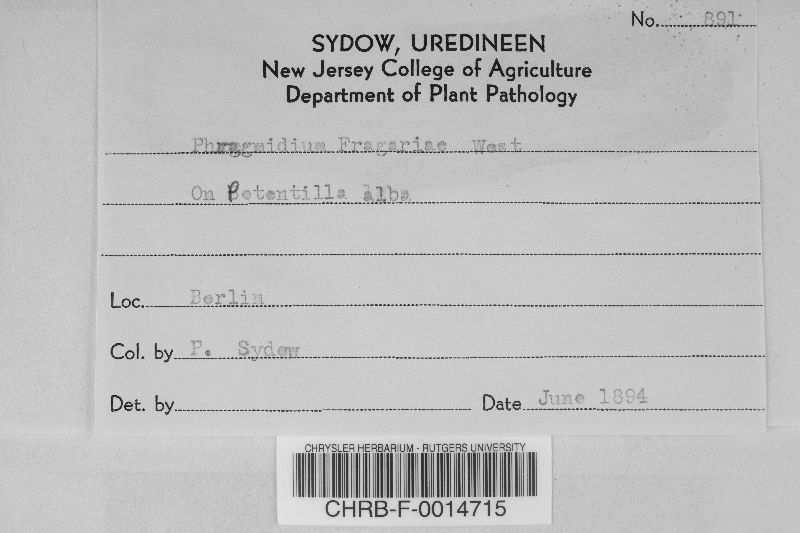 No. 891
SYDOW, UREDINEEN
New Jersey College of Agriculture
Department of Plant Pathology
Phragmidium Fragariae West
On Potentilla alba
Loc. Berlin
Col. by P. Sydow
Det. by
Date June 1894
CHRYSLER HERBARIUM - RUTGERS UNIVERSITY
CHRB-F-0014715